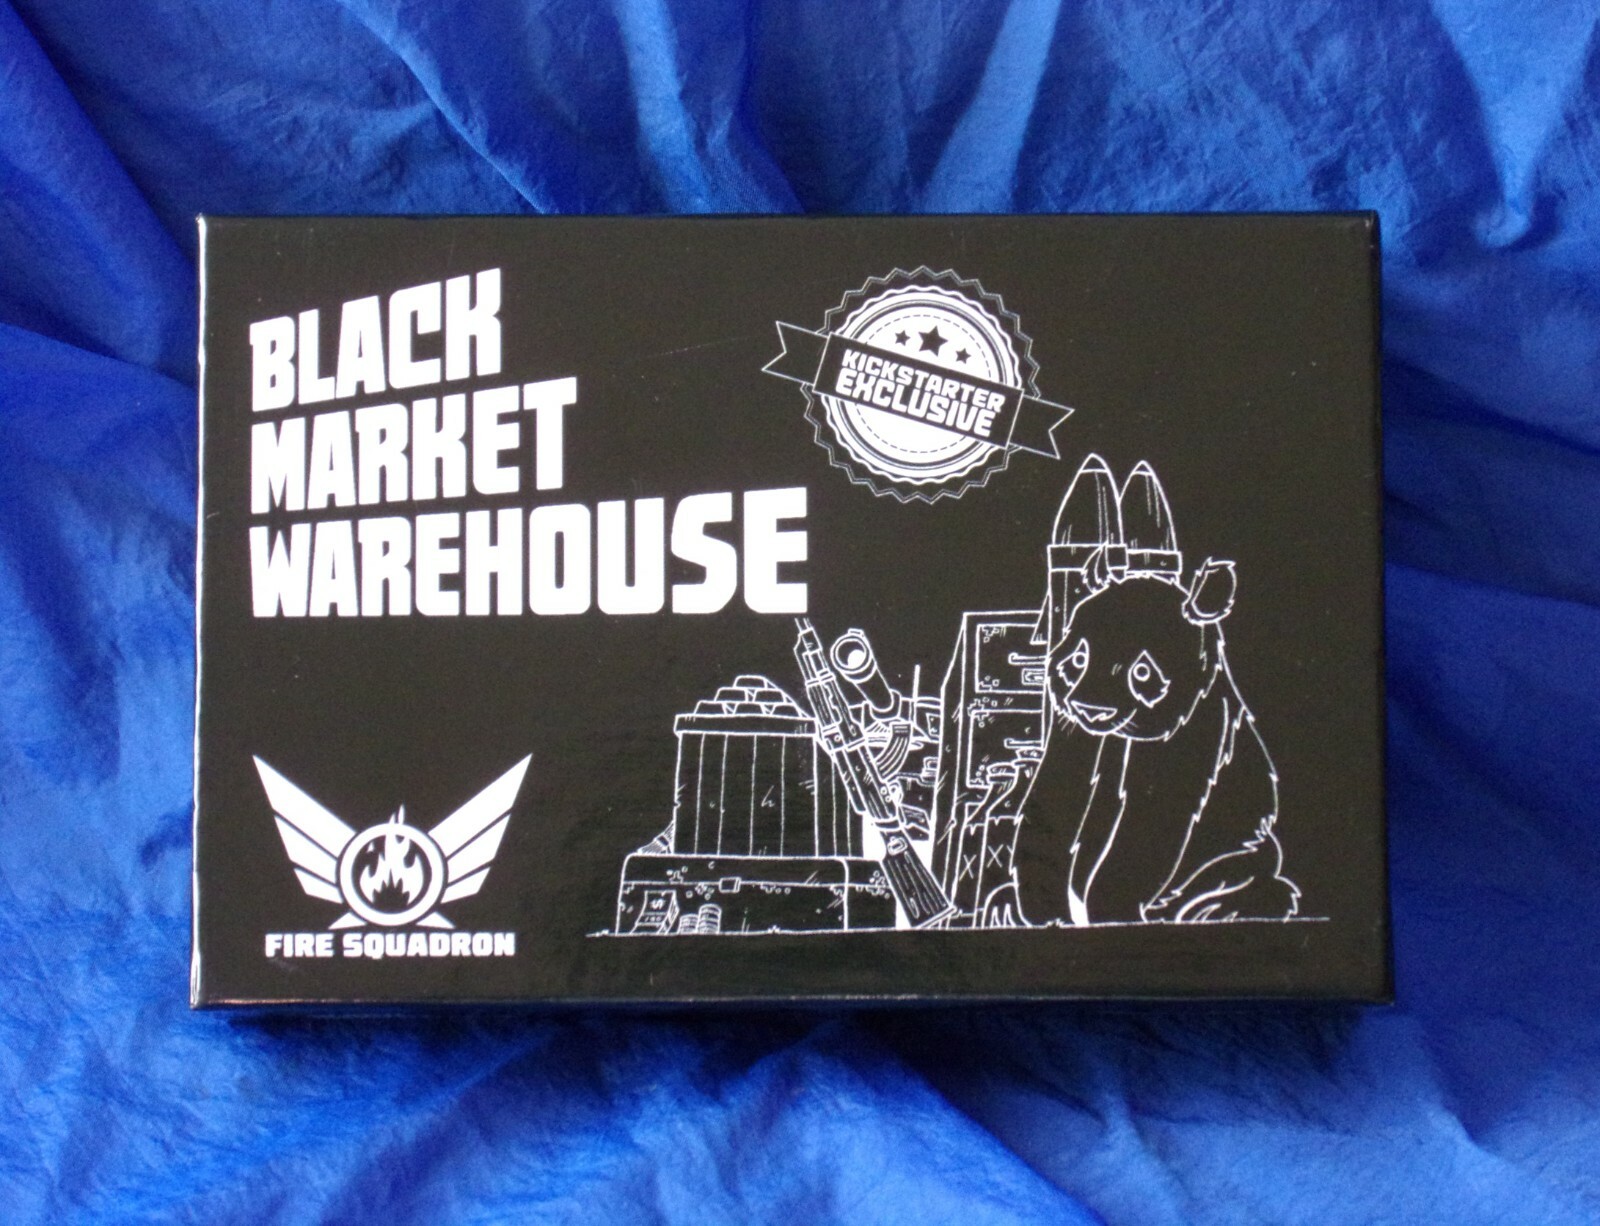 BLACK
MARKET
WAREHOUSE
KICKSTARTER
EXCLUSIVE
FIRE SQUADRON